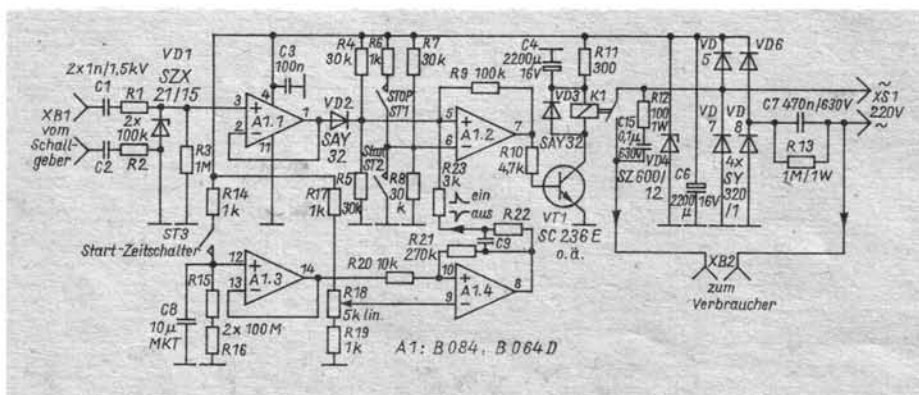 VD1
SZX
21/15
2x1n/1,5kV
C1
R1
XB1
vom
Schall-
geber
2x
100k
C2
R2
R3
1M
ST3
C3
100n
4
3
2
A1.1
1
11
VD2
SAY
32
R4
30k
R6
1k
R7
30k
STOP
ST1
Start
ST2
R5
30k
R8
30
k
R9 100k
5
6
A1.2
7
R10
4,7k
R23
3k
ein
aus
C4
2200µ
16V
R11
300
VD3
SAY32
K1
VT1
SC 236 E
o.ä.
R12
100
1W
C15
0,1µ
630V
VD4
SZ600/
12
C6
2200
µ
16V
VD
5
VD6
VD
7
VD
8
4x
SY
320
/1
C7 470n/630V
R13
1M/1W
~
XS1
220V
~
XB2
zum
Verbraucher
R14
1k
Start-Zeitschalter
R17
1k
12
13
A1.3
14
R15
2x100M
R16
C8
10µ
MKT
R20 10k
R18
5k lin.
R19
1k
R21
270k
R22
C9
10
9
A1.4
8
A1: B084, B064D